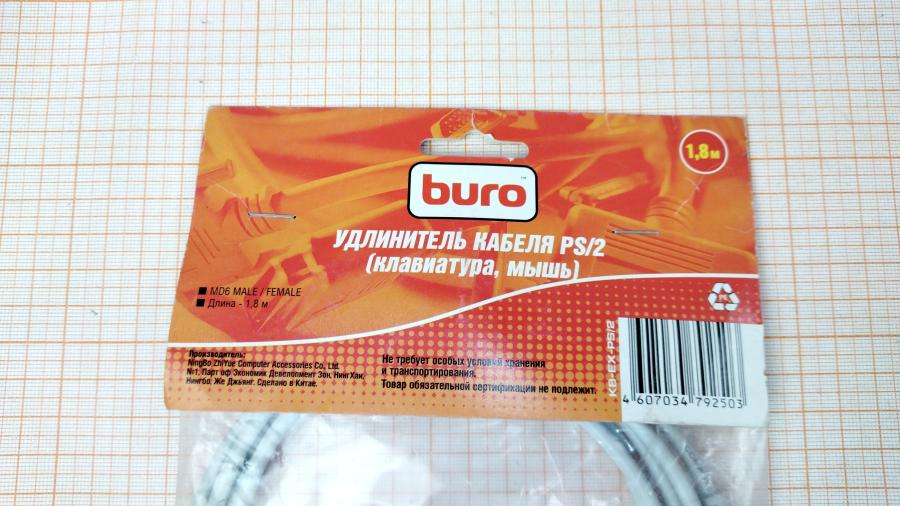 1,8м
buro
УДЛИНИТЕЛЬ КАБЕЛЯ PS/2
(клавиатура, мышь)
MD6 MALE / FEMALE
Длина - 1,8 м
Производитель:
NingBo ZhiYue Computer Accessories Co., Ltd.
№1, Парт оф Экономик Девелопмент Зон, НингХаи,
Нингбо, Же Джьянг. Сделано в Китае.
Не требует особых условий хранения
и транспортирования.
Товар обязательной сертификации не подлежит.
KB-EX-PS/2
4 607034 792503